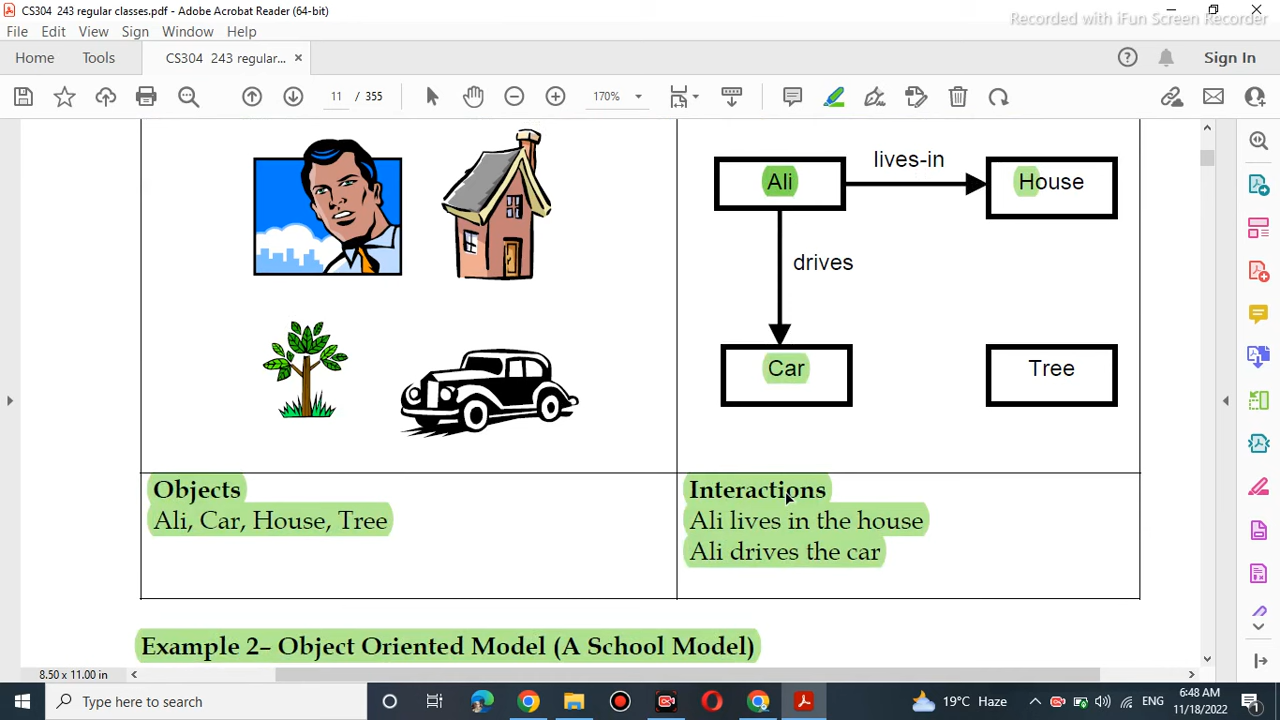 CS304 243 regular classes.pdf - Adobe Acrobat Reader (64-bit)
Recorded with iFun Screen Recorder
File Edit View Sign Window Help
Home Tools CS304 243 regular... × Sign In
11 / 355 170%
lives-in
Ali House
drives
Car Tree
Objects
Ali, Car, House, Tree
Interactions
Ali lives in the house
Ali drives the car
Example 2– Object Oriented Model (A School Model)
8.50 x 11.00 in
Type here to search
19°C Haze
ENG
6:48 AM
11/18/2022
1